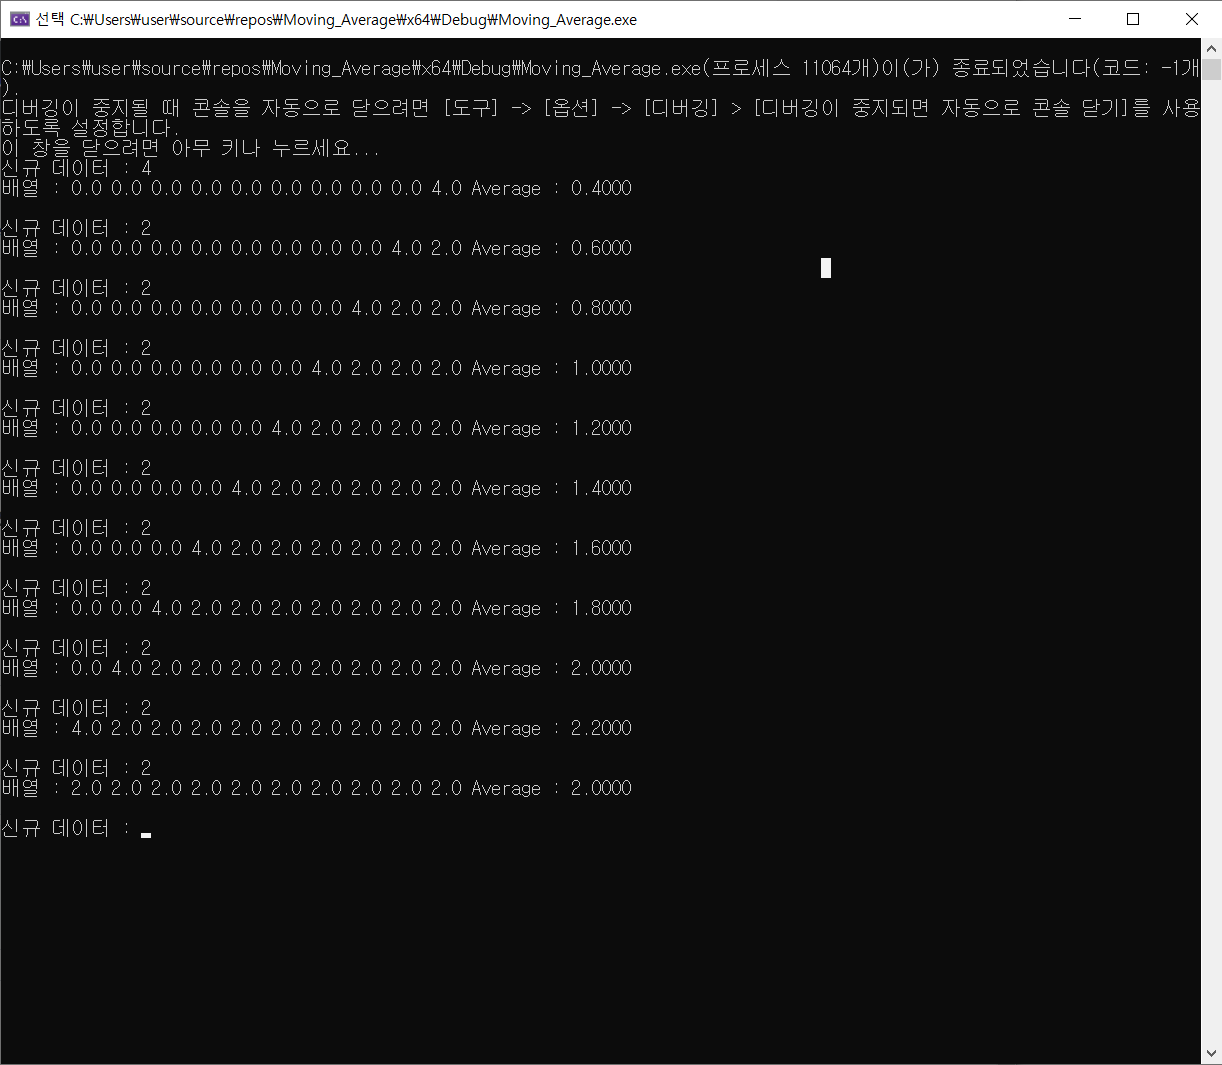 선택 C:₩Users₩user₩source₩repos₩Moving_Average₩x64₩Debug₩Moving_Average.exe
C:₩Users₩user₩source₩repos₩Moving_Average₩x64₩Debug₩Moving_Average.exe(프로세스 11064개)이(가) 종료되었습니다(코드: -1개
).
디버깅이 중지될 때 콘솔을 자동으로 닫으려면 [도구] -> [옵션] -> [디버깅] > [디버깅이 중지되면 자동으로 콘솔 닫기]를 사용
하도록 설정합니다.
이 창을 닫으려면 아무 키나 누르세요...
신규 데이터 : 4
배열 : 0.0 0.0 0.0 0.0 0.0 0.0 0.0 0.0 0.0 4.0 Average : 0.4000
신규 데이터 : 2
배열 : 0.0 0.0 0.0 0.0 0.0 0.0 0.0 0.0 4.0 2.0 Average : 0.6000
신규 데이터 : 2
배열 : 0.0 0.0 0.0 0.0 0.0 0.0 0.0 4.0 2.0 2.0 Average : 0.8000
신규 데이터 : 2
배열 : 0.0 0.0 0.0 0.0 0.0 0.0 4.0 2.0 2.0 2.0 Average : 1.0000
신규 데이터 : 2
배열 : 0.0 0.0 0.0 0.0 0.0 4.0 2.0 2.0 2.0 2.0 Average : 1.2000
신규 데이터 : 2
배열 : 0.0 0.0 0.0 0.0 4.0 2.0 2.0 2.0 2.0 2.0 Average : 1.4000
신규 데이터 : 2
배열 : 0.0 0.0 0.0 4.0 2.0 2.0 2.0 2.0 2.0 2.0 Average : 1.6000
신규 데이터 : 2
배열 : 0.0 0.0 4.0 2.0 2.0 2.0 2.0 2.0 2.0 2.0 Average : 1.8000
신규 데이터 : 2
배열 : 0.0 4.0 2.0 2.0 2.0 2.0 2.0 2.0 2.0 2.0 Average : 2.0000
신규 데이터 : 2
배열 : 4.0 2.0 2.0 2.0 2.0 2.0 2.0 2.0 2.0 2.0 Average : 2.2000
신규 데이터 : 2
배열 : 2.0 2.0 2.0 2.0 2.0 2.0 2.0 2.0 2.0 2.0 Average : 2.0000
신규 데이터 :